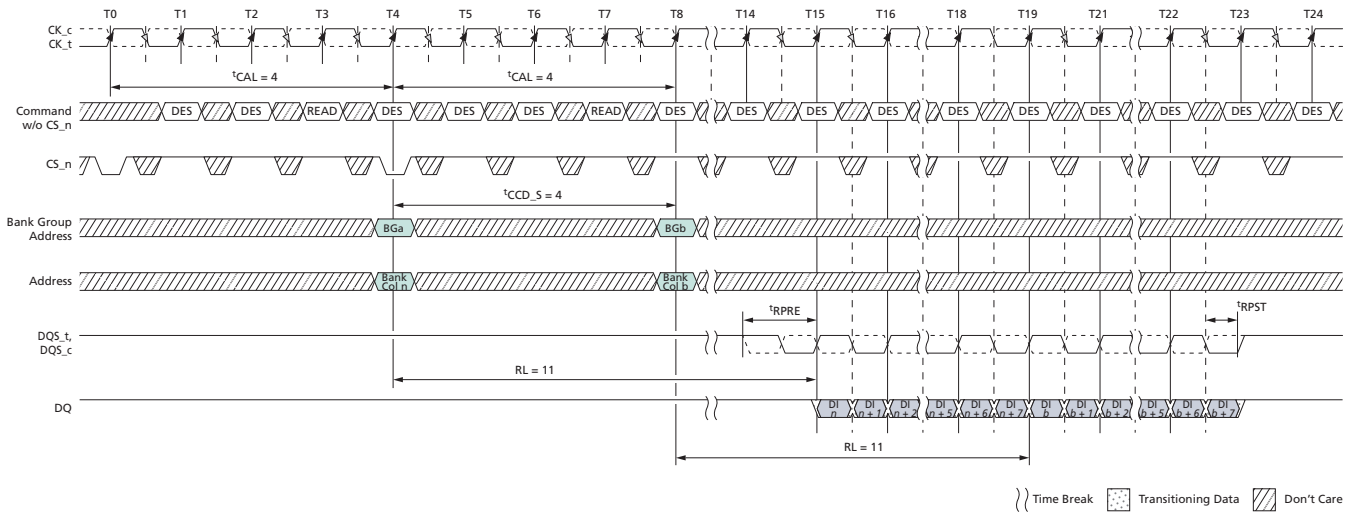 T0 T1 T2 T3 T4 T5 T6 T7 T8 T14 T15 T16 T18 T19 T21 T22 T23 T24
CK_c
CK_t
tCAL = 4 tCAL = 4
Command
w/o CS_n
DES DES READ DES DES DES READ DES DES DES DES DES DES DES DES DES DES
CS_n
tCCD_S = 4
Bank Group
Address
BGa BGb
Address
Bank
Col n
Bank
Col b
tRPRE tRPST
DQS_t,
DQS_c
RL = 11
DQ
DI
n
DI
n + 1
DI
n + 2
DI
n + 5
DI
n + 6
DI
n + 7
DI
b
DI
b + 1
DI
b + 2
DI
b + 5
DI
b + 6
DI
b + 7
RL = 11
Time Break Transitioning Data Don't Care